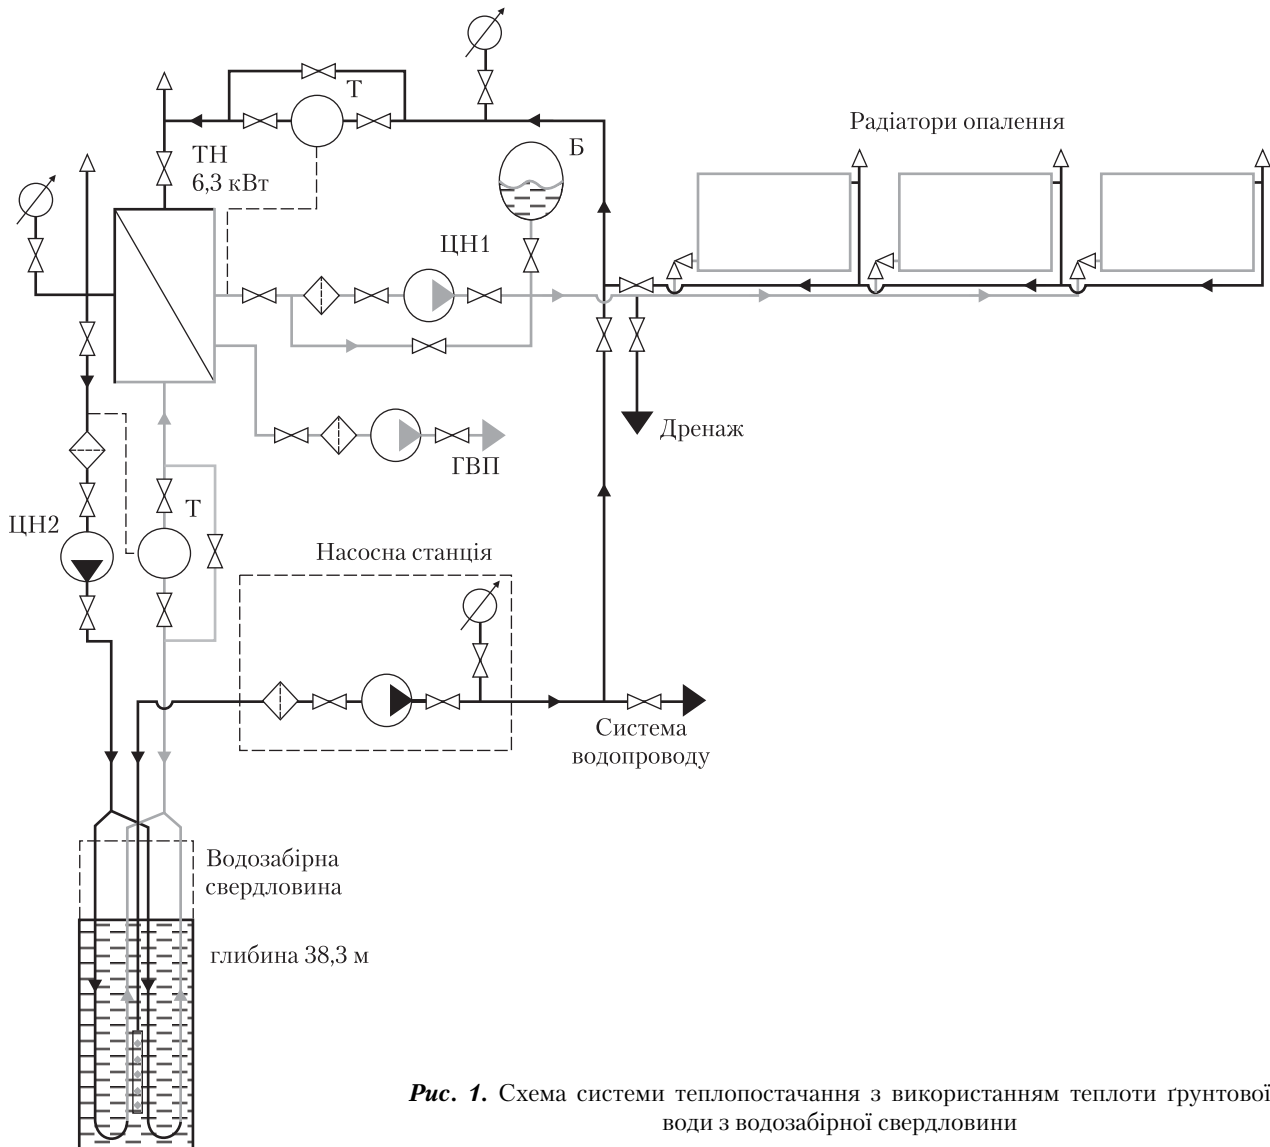 Т
Радіатори опалення
Б
ТН
6,3 кВт
ЦН1
Дренаж
ГВП
Т
ЦН2
Насосна станція
Система
водопроводу
Водозабірна
свердловина
глибина 38,3 м
Рис. 1. Схема системи теплопостачання з використанням теплоти ґрунтової
води з водозабірної свердловини